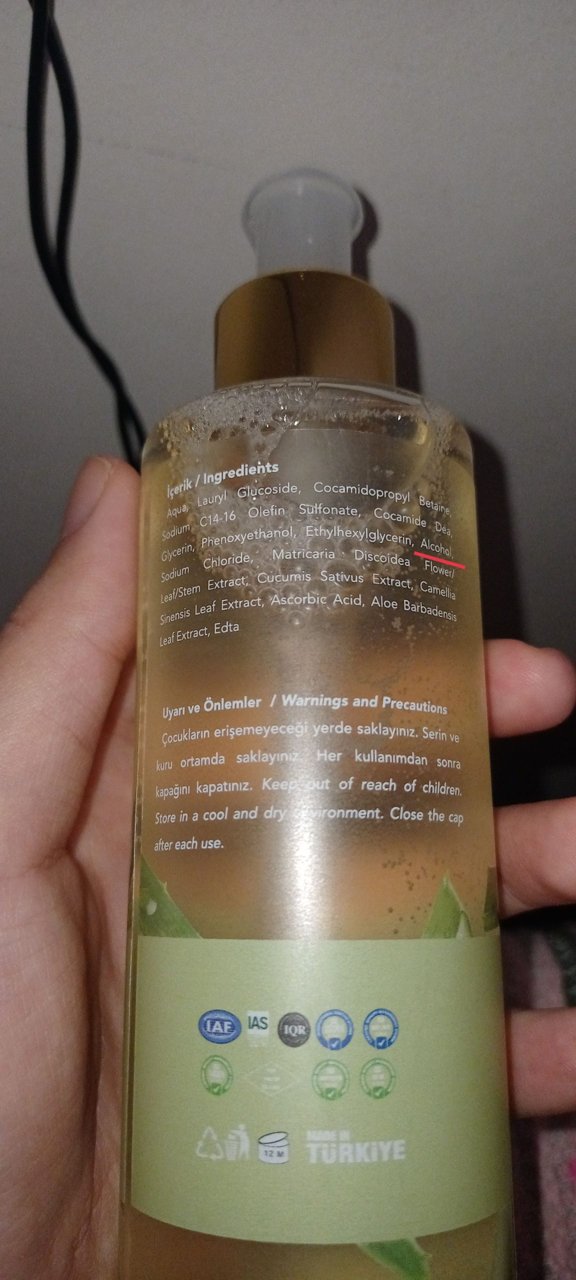 İçerik / Ingredients
Aqua, Lauryl Glucoside, Cocamidopropyl Betaine,
Sodium C14-16 Olefin Sulfonate, Cocamide Dea,
Glycerin, Phenoxyethanol, Ethylhexylglycerin, Alcohol,
Sodium Chloride, Matricaria Discoidea Flower/
Leaf/Stem Extract, Cucumis Sativus Extract, Camellia
Sinensis Leaf Extract, Ascorbic Acid, Aloe Barbadensis
Leaf Extract, Edta
Uyarı ve Önlemler / Warnings and Precautions
Çocukların erişemeyeceği yerde saklayınız. Serin ve
kuru ortamda saklayınız. Her kullanımdan sonra
kapağını kapatınız. Keep out of reach of children.
Store in a cool and dry environment. Close the cap
after each use.
IAF IAS IQR
12 M
MADE IN
TÜRKİYE